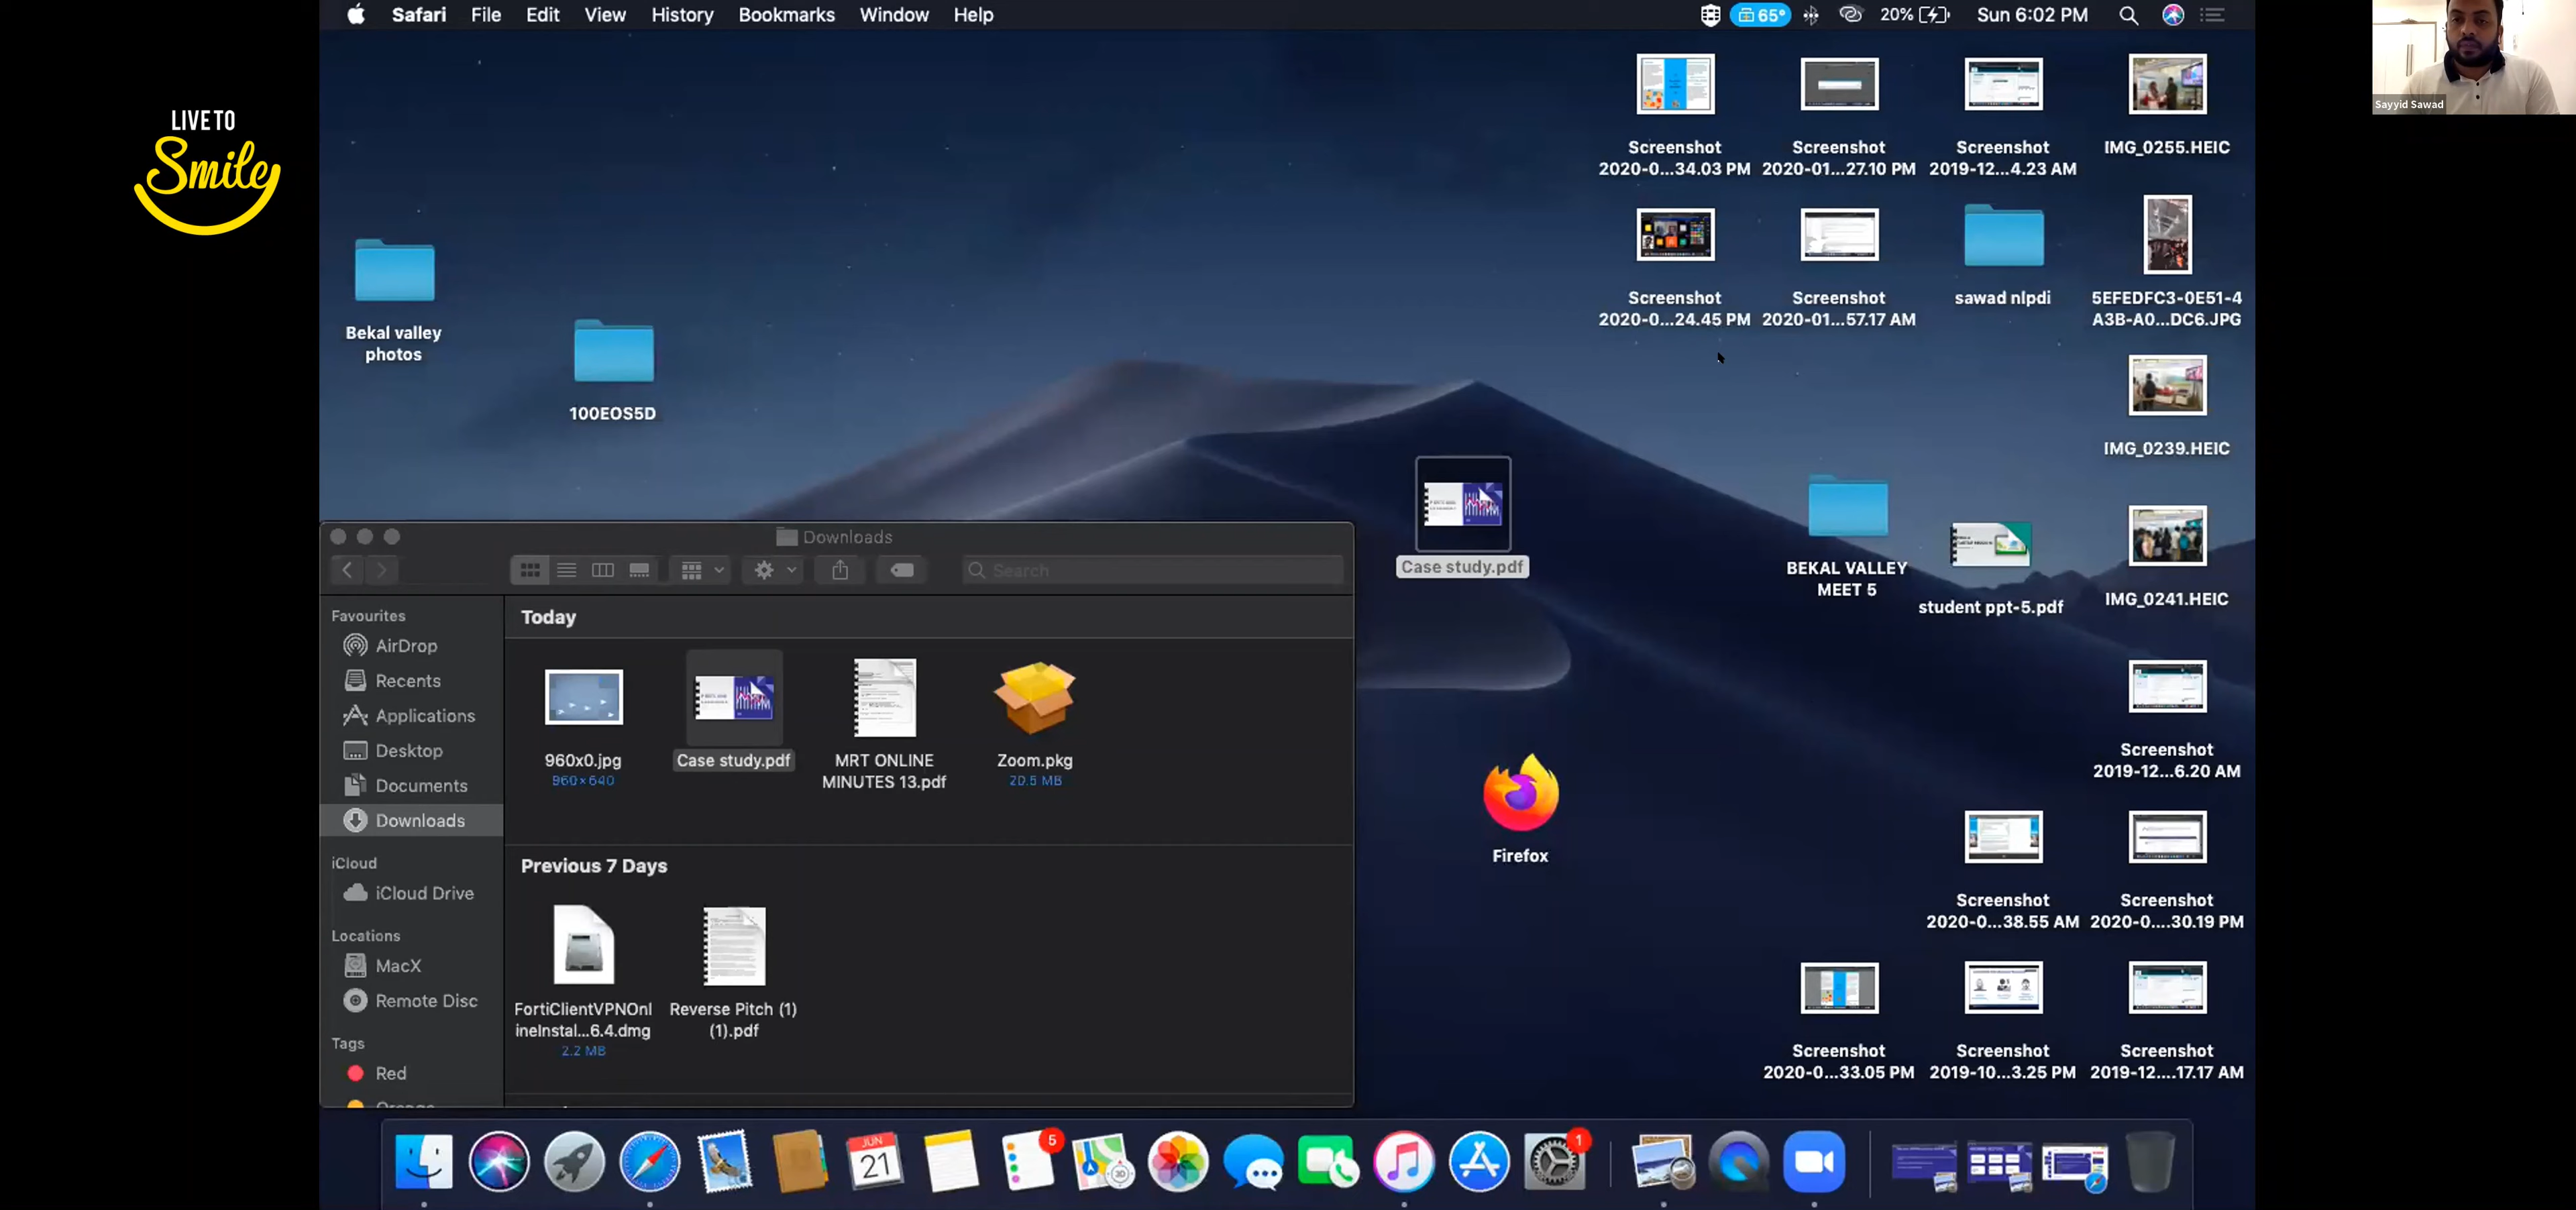 Safari File Edit View History Bookmarks Window Help
65° 20% Sun 6:02 PM
Sayyid Sawad
LIVE TO
Smile
Screenshot
2020-0...34.03 PM
Screenshot
2020-01...27.10 PM
Screenshot
2019-12...4.23 AM
IMG_0255.HEIC
Screenshot
2020-0...24.45 PM
Screenshot
2020-01...57.17 AM
sawad nlpdi
5EFEDFC3-0E51-4
A3B-A0...DC6.JPG
Bekal valley
photos
100EOS5D
IMG_0239.HEIC
Case study.pdf
BEKAL VALLEY
MEET 5
student ppt-5.pdf
IMG_0241.HEIC
Screenshot
2019-12...6.20 AM
Firefox
Screenshot
2020-0...38.55 AM
Screenshot
2020-0....30.19 PM
Screenshot
2020-0...33.05 PM
Screenshot
2019-10...3.25 PM
Screenshot
2019-12....17.17 AM
Downloads
Search
Favourites
AirDrop
Recents
Applications
Desktop
Documents
Downloads
iCloud
iCloud Drive
Locations
MacX
Remote Disc
Tags
Red
Orange
Today
960x0.jpg
960×640
Case study.pdf
MRT ONLINE
MINUTES 13.pdf
Zoom.pkg
20.5 MB
Previous 7 Days
FortiClientVPNOnl
ineInstal...6.4.dmg
2.2 MB
Reverse Pitch (1)
(1).pdf
JUN
21
5
3D
1